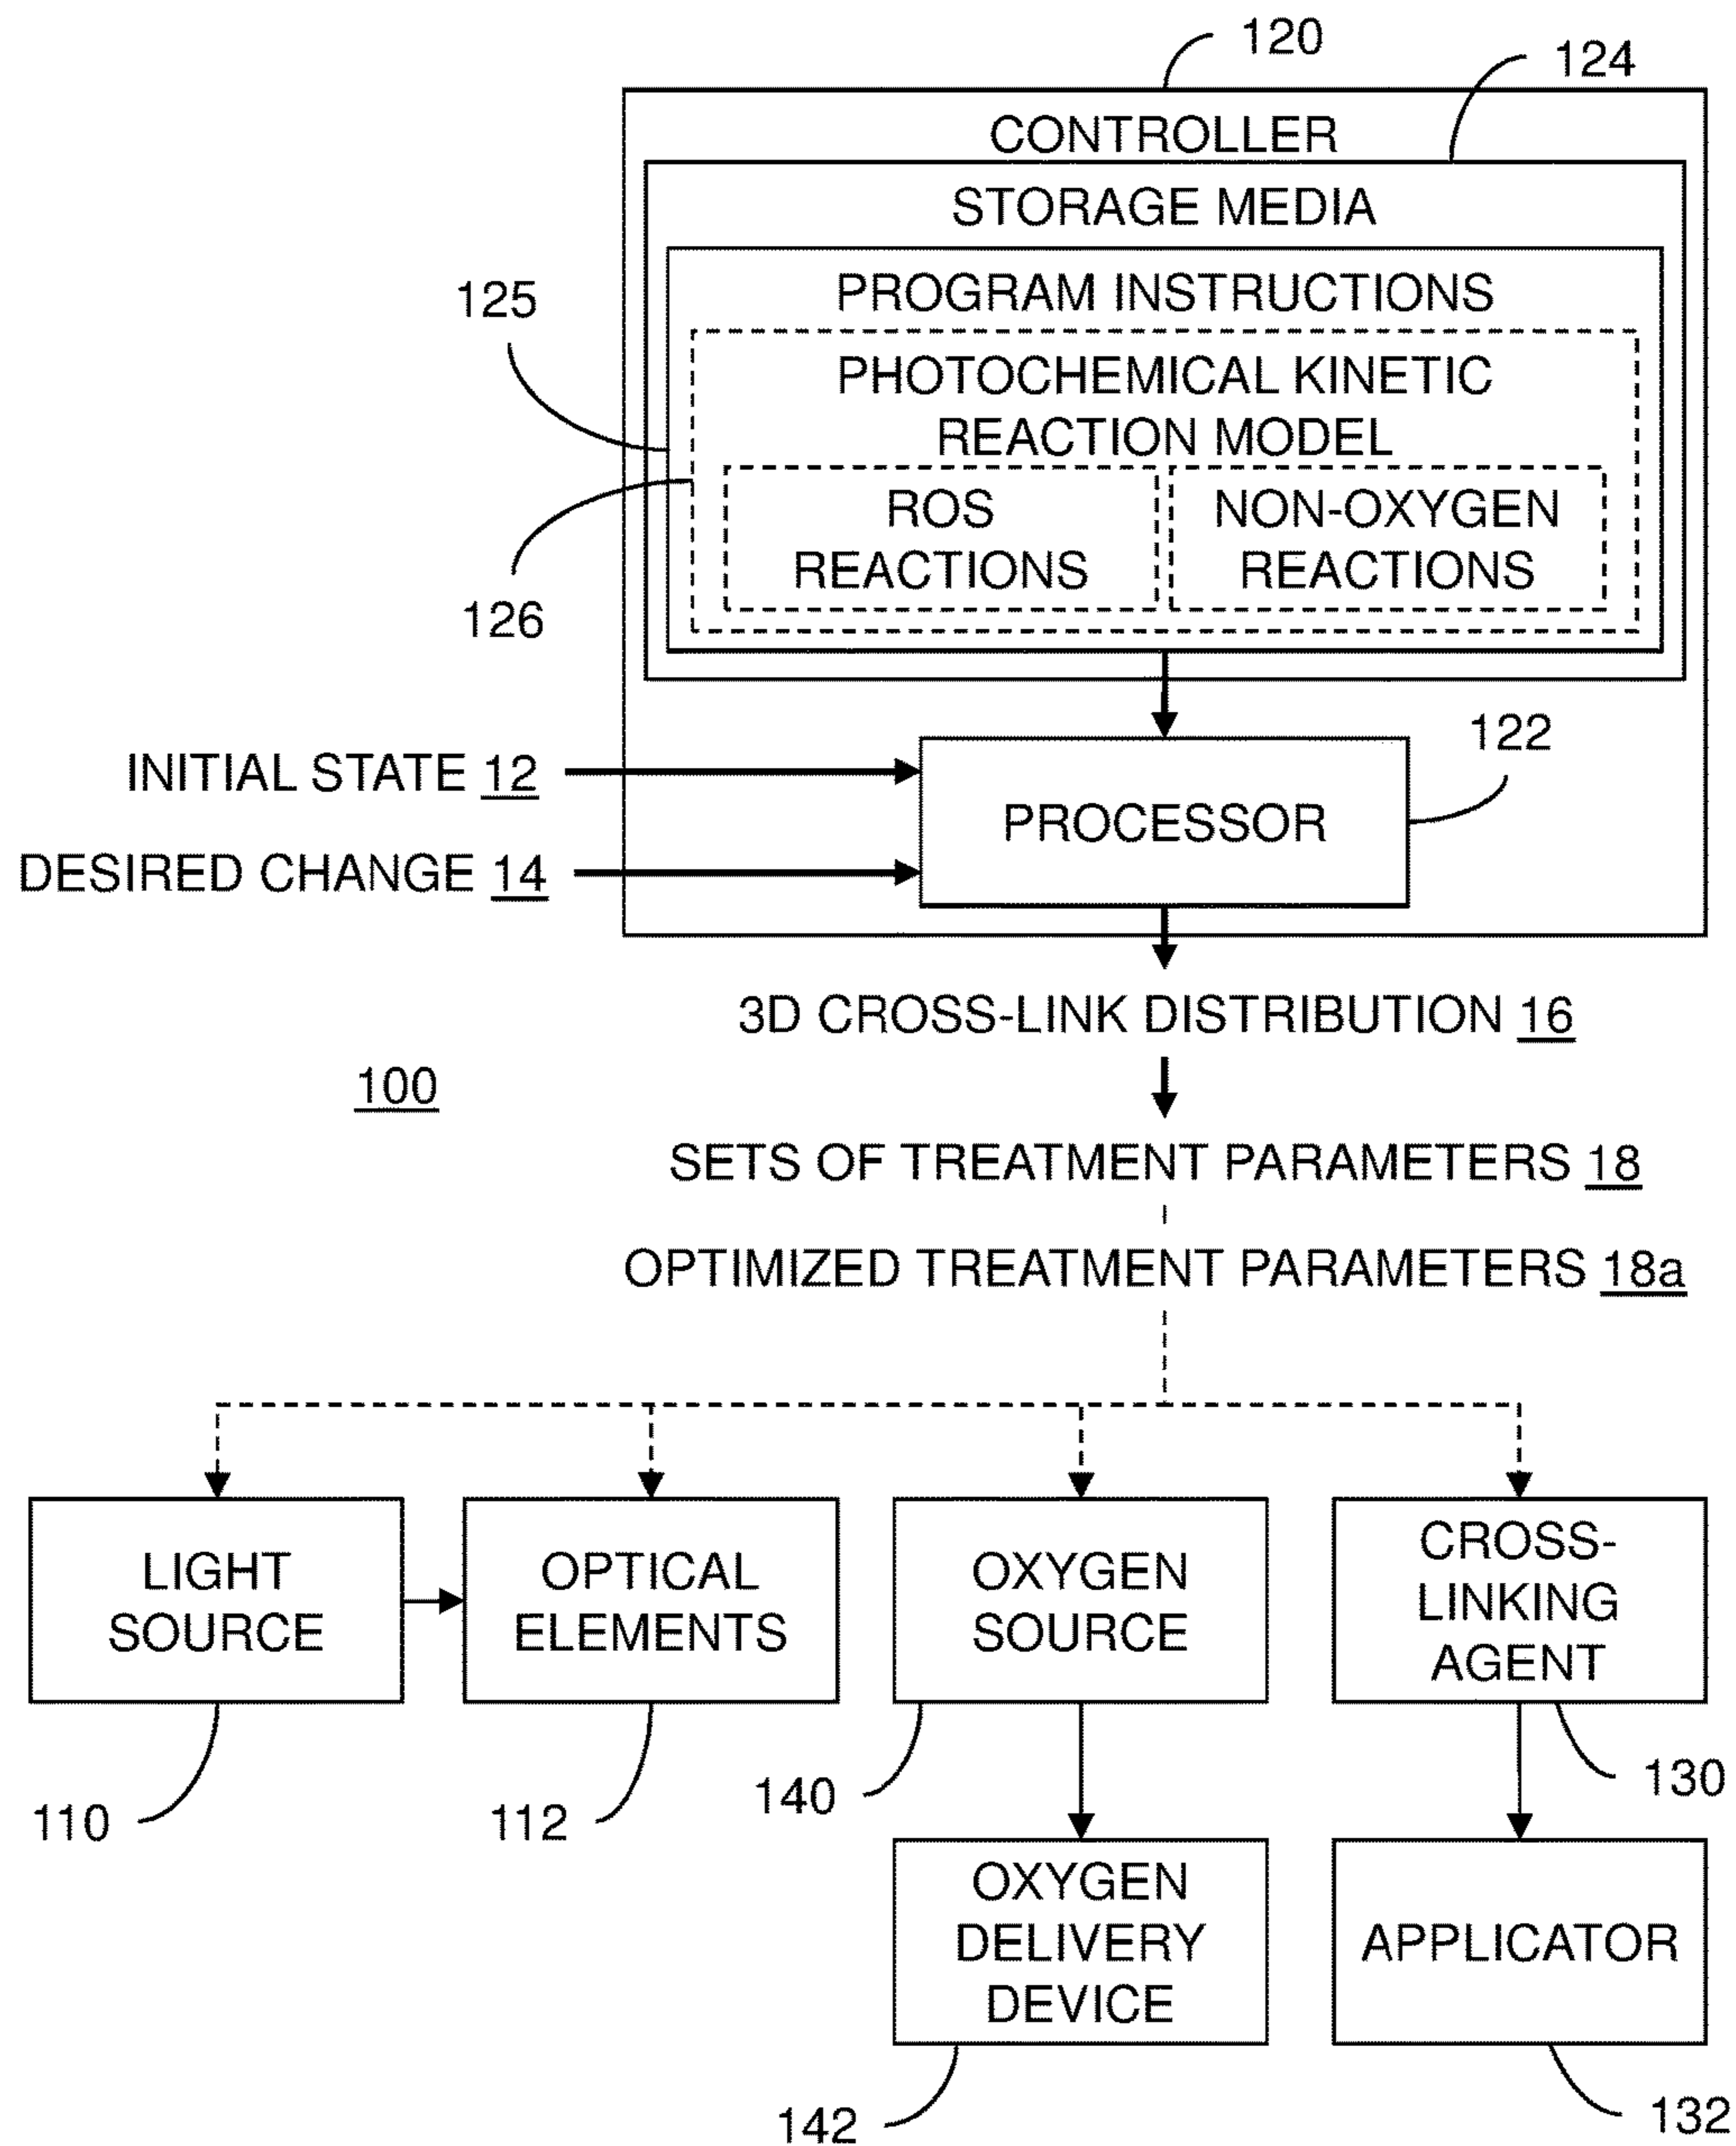 120
124
CONTROLLER
STORAGE MEDIA
PROGRAM INSTRUCTIONS
125
PHOTOCHEMICAL KINETIC
REACTION MODEL
ROS
REACTIONS
NON-OXYGEN
REACTIONS
126
122
INITIAL STATE 12
PROCESSOR
DESIRED CHANGE 14
3D CROSS-LINK DISTRIBUTION 16
100
SETS OF TREATMENT PARAMETERS 18
OPTIMIZED TREATMENT PARAMETERS 18a
LIGHT
SOURCE
OPTICAL
ELEMENTS
OXYGEN
SOURCE
CROSS-
LINKING
AGENT
110
112
140
130
OXYGEN
DELIVERY
DEVICE
APPLICATOR
142
132